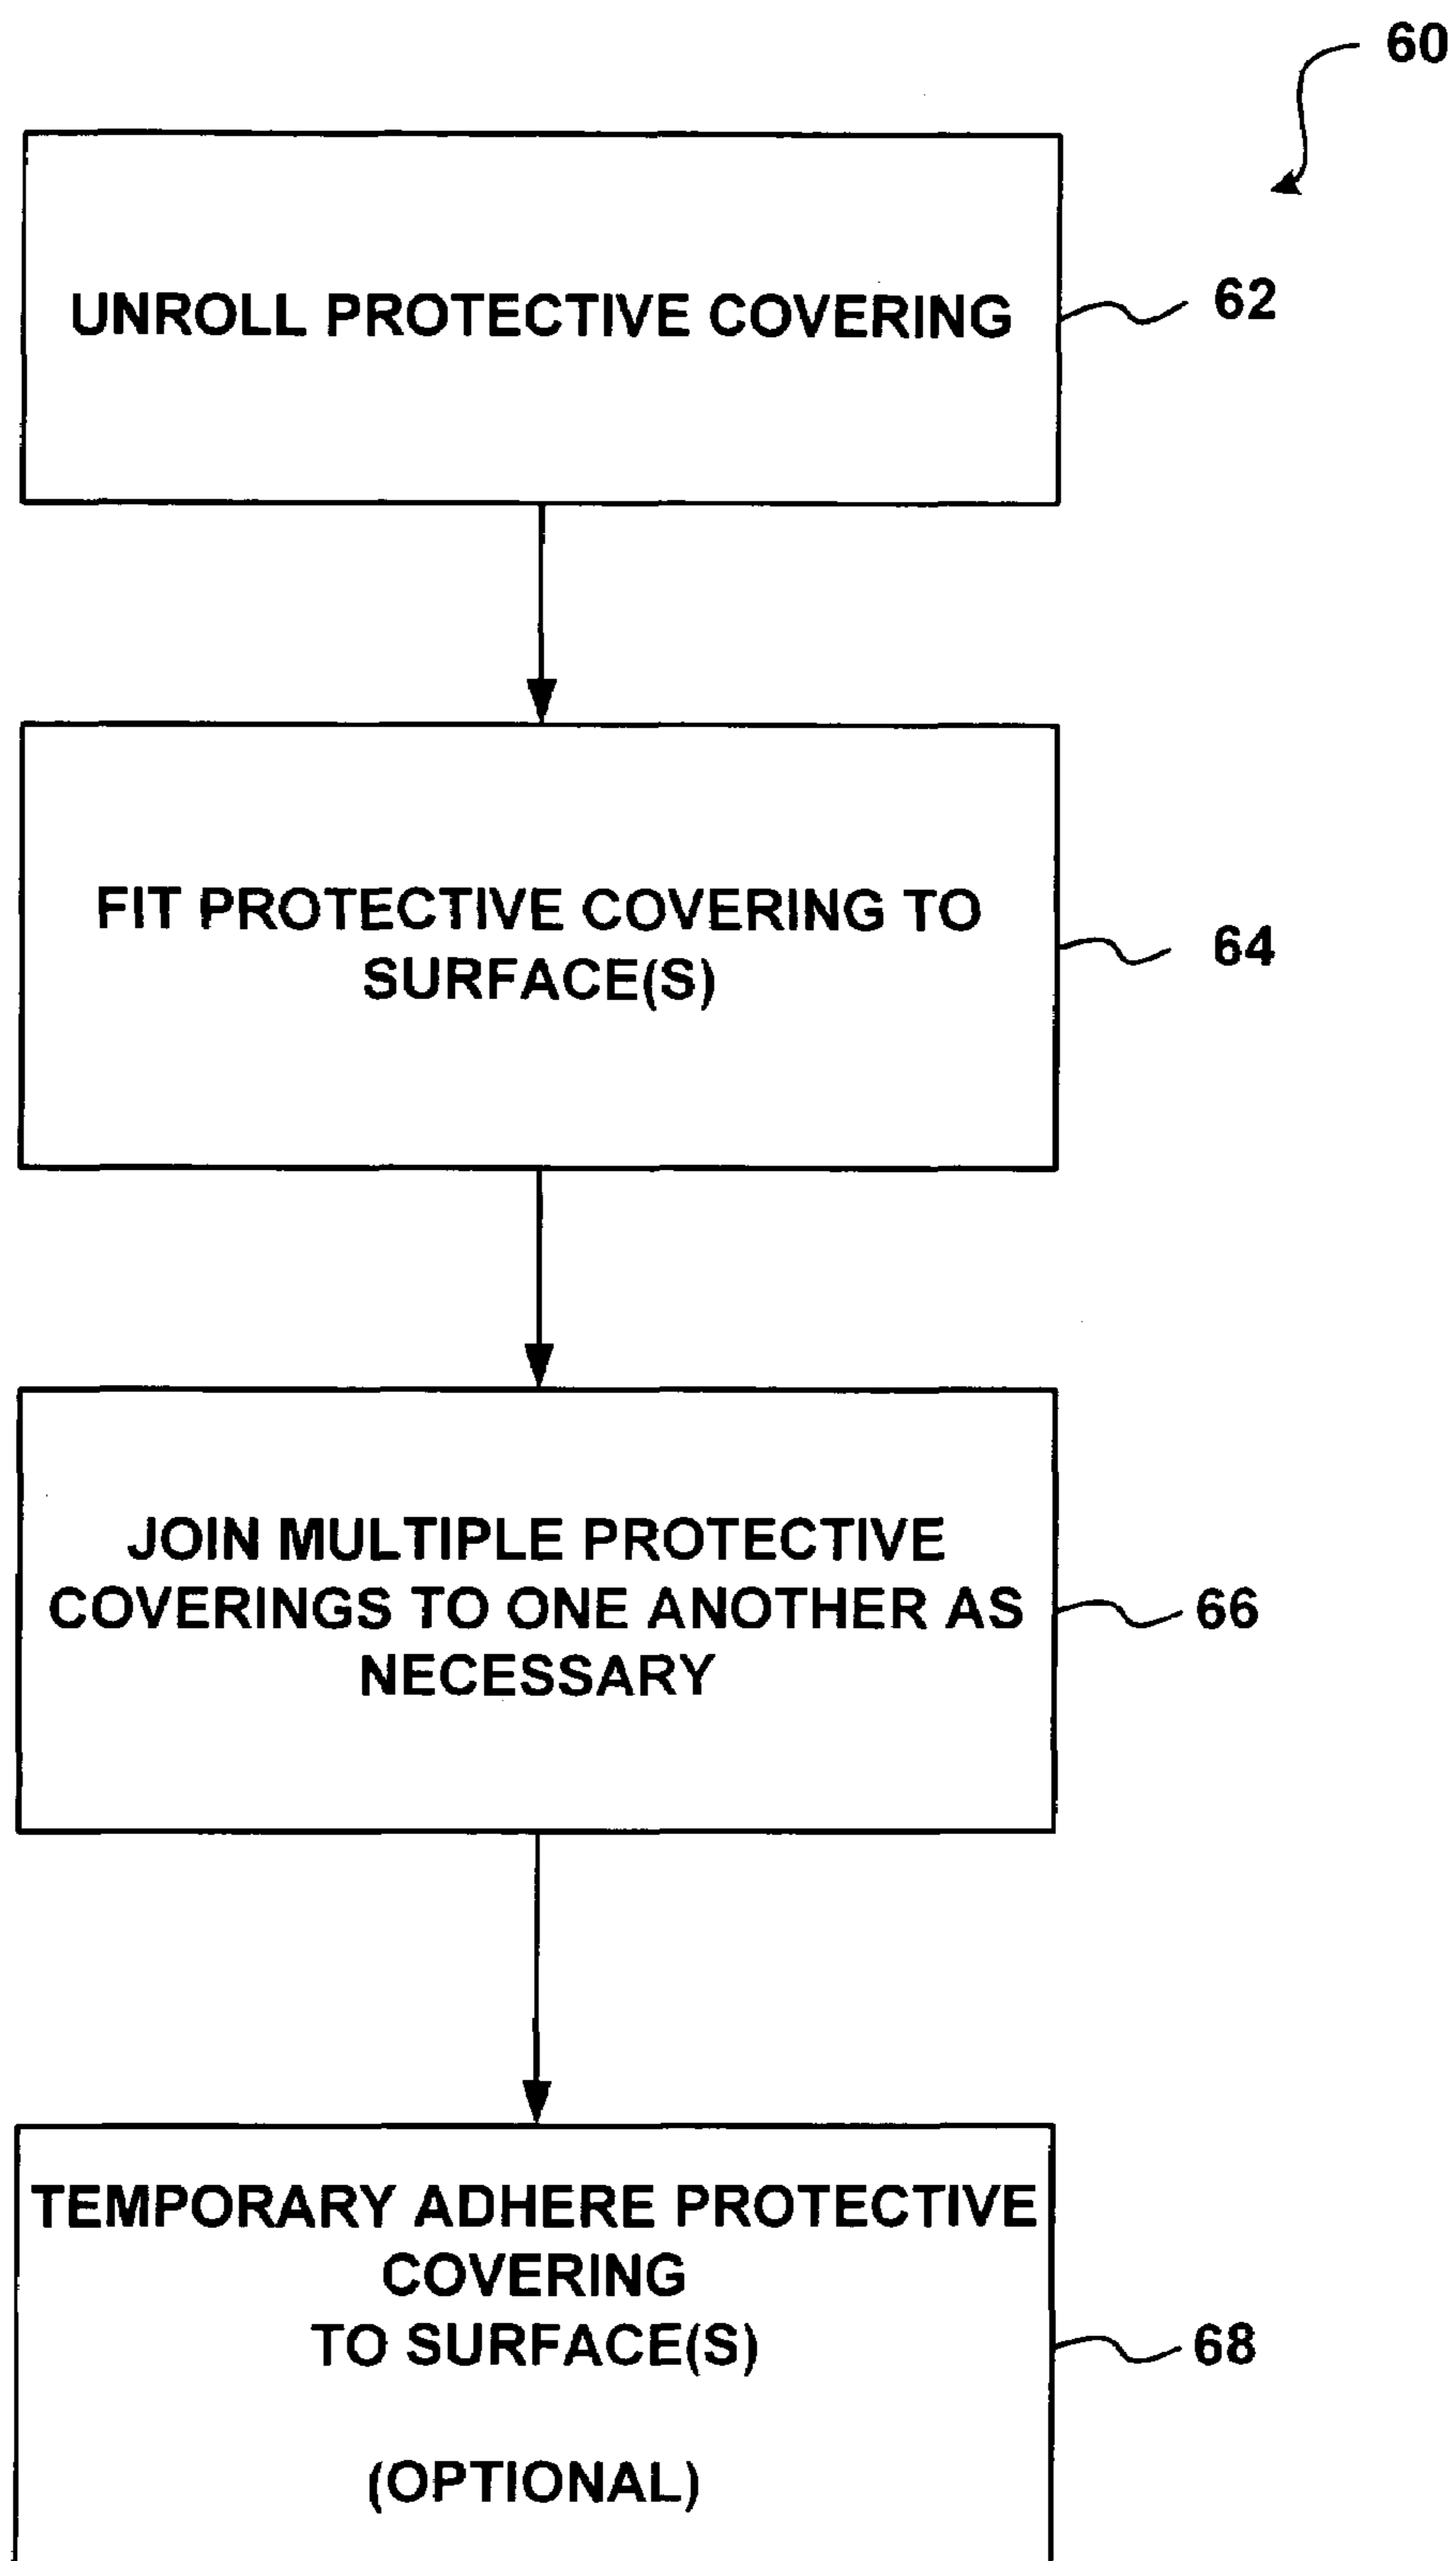 60
UNROLL PROTECTIVE COVERING
62
FIT PROTECTIVE COVERING TO
SURFACE(S)
64
JOIN MULTIPLE PROTECTIVE
COVERINGS TO ONE ANOTHER AS
NECESSARY
66
TEMPORARY ADHERE PROTECTIVE
COVERING
TO SURFACE(S)
(OPTIONAL)
68